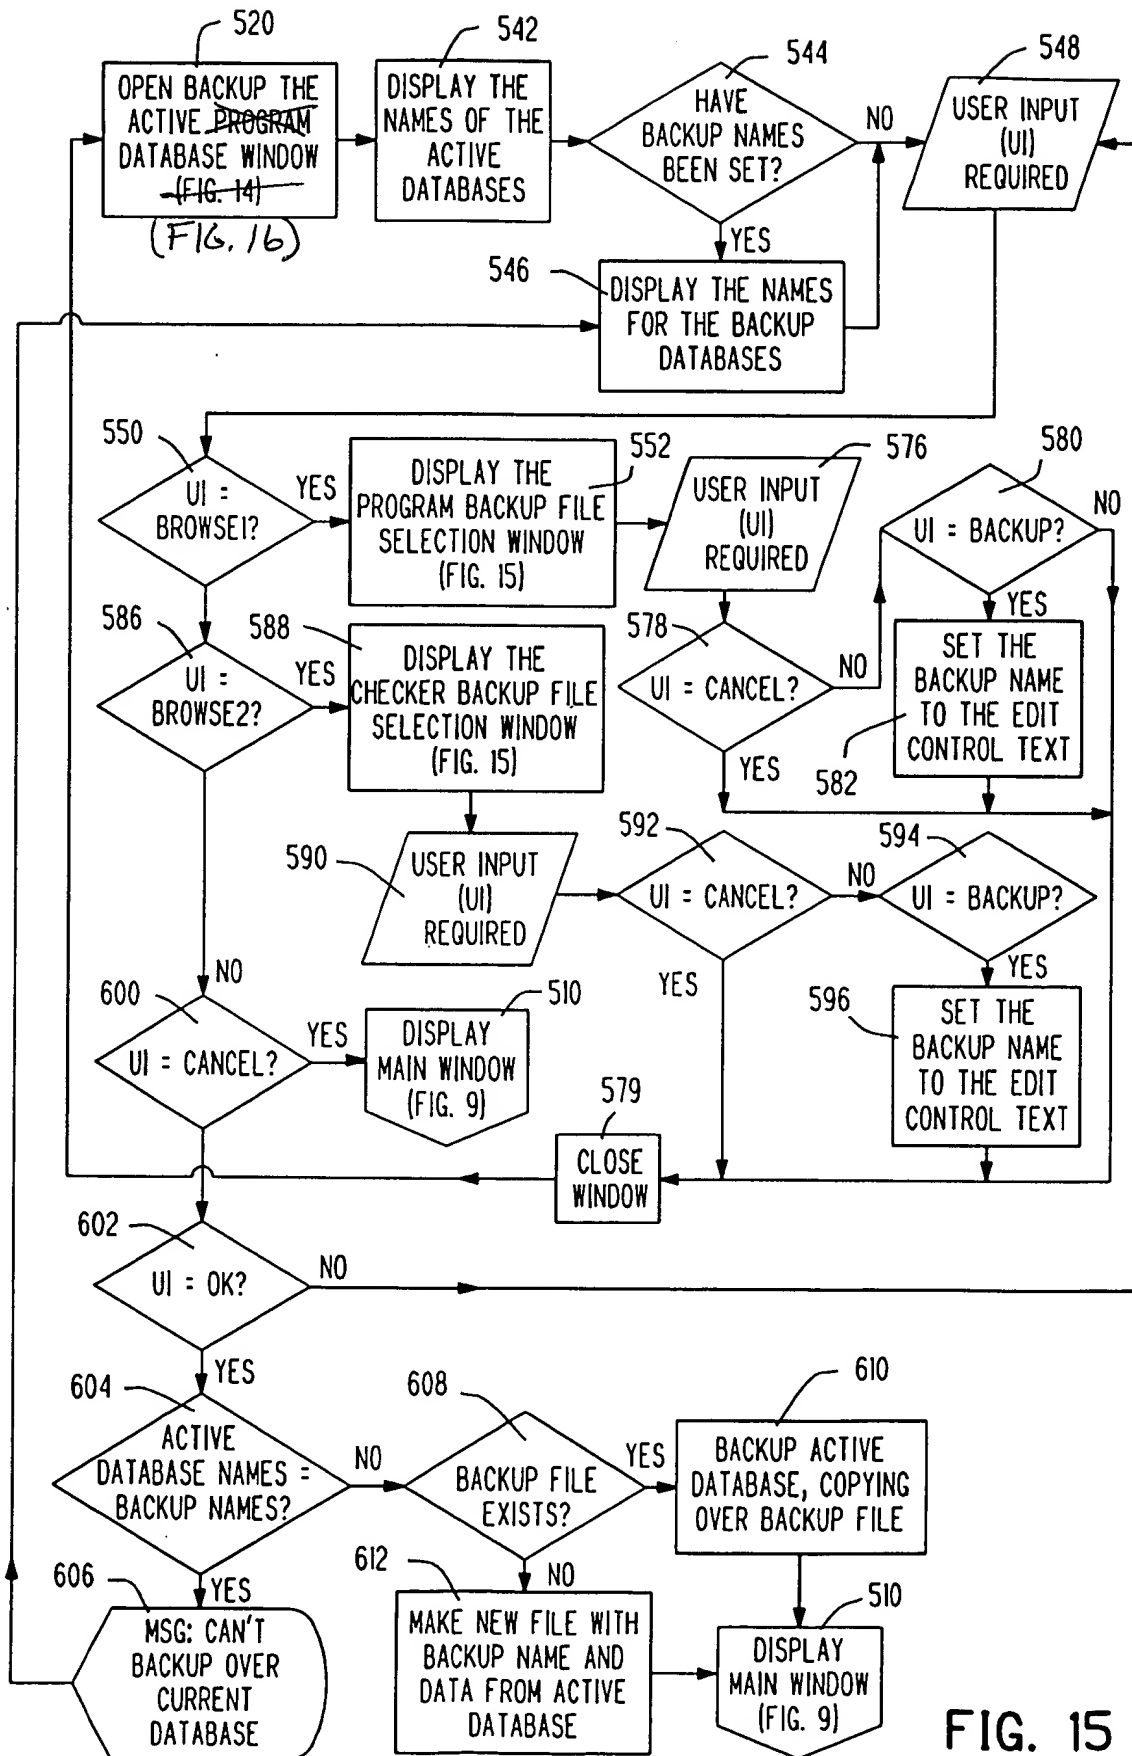 520
OPEN BACKUP THE
ACTIVE PROGRAM
DATABASE WINDOW
(FIG. 14)
(FIG. 16)
542
DISPLAY THE
NAMES OF THE
ACTIVE
DATABASES
544
HAVE
BACKUP NAMES
BEEN SET?
NO
YES
548
USER INPUT
(UI)
REQUIRED
546
DISPLAY THE NAMES
FOR THE BACKUP
DATABASES
550
UI =
BROWSE1?
YES
552
DISPLAY THE
PROGRAM BACKUP FILE
SELECTION WINDOW
(FIG. 15)
576
USER INPUT
(UI)
REQUIRED
580
UI = BACKUP?
NO
YES
578
UI = CANCEL?
NO
YES
SET THE
BACKUP NAME
TO THE EDIT
CONTROL TEXT
582
586
UI =
BROWSE2?
YES
NO
588
DISPLAY THE
CHECKER BACKUP FILE
SELECTION WINDOW
(FIG. 15)
590
USER INPUT
(UI)
REQUIRED
592
UI = CANCEL?
NO
YES
594
UI = BACKUP?
YES
596
SET THE
BACKUP NAME
TO THE EDIT
CONTROL TEXT
600
UI = CANCEL?
YES
510
DISPLAY
MAIN WINDOW
(FIG. 9)
579
CLOSE
WINDOW
602
UI = OK?
NO
YES
604
ACTIVE
DATABASE NAMES =
BACKUP NAMES?
NO
YES
608
BACKUP FILE
EXISTS?
YES
NO
610
BACKUP ACTIVE
DATABASE, COPYING
OVER BACKUP FILE
606
MSG: CAN'T
BACKUP OVER
CURRENT
DATABASE
612
MAKE NEW FILE WITH
BACKUP NAME AND
DATA FROM ACTIVE
DATABASE
510
DISPLAY
MAIN WINDOW
(FIG. 9)
FIG. 15